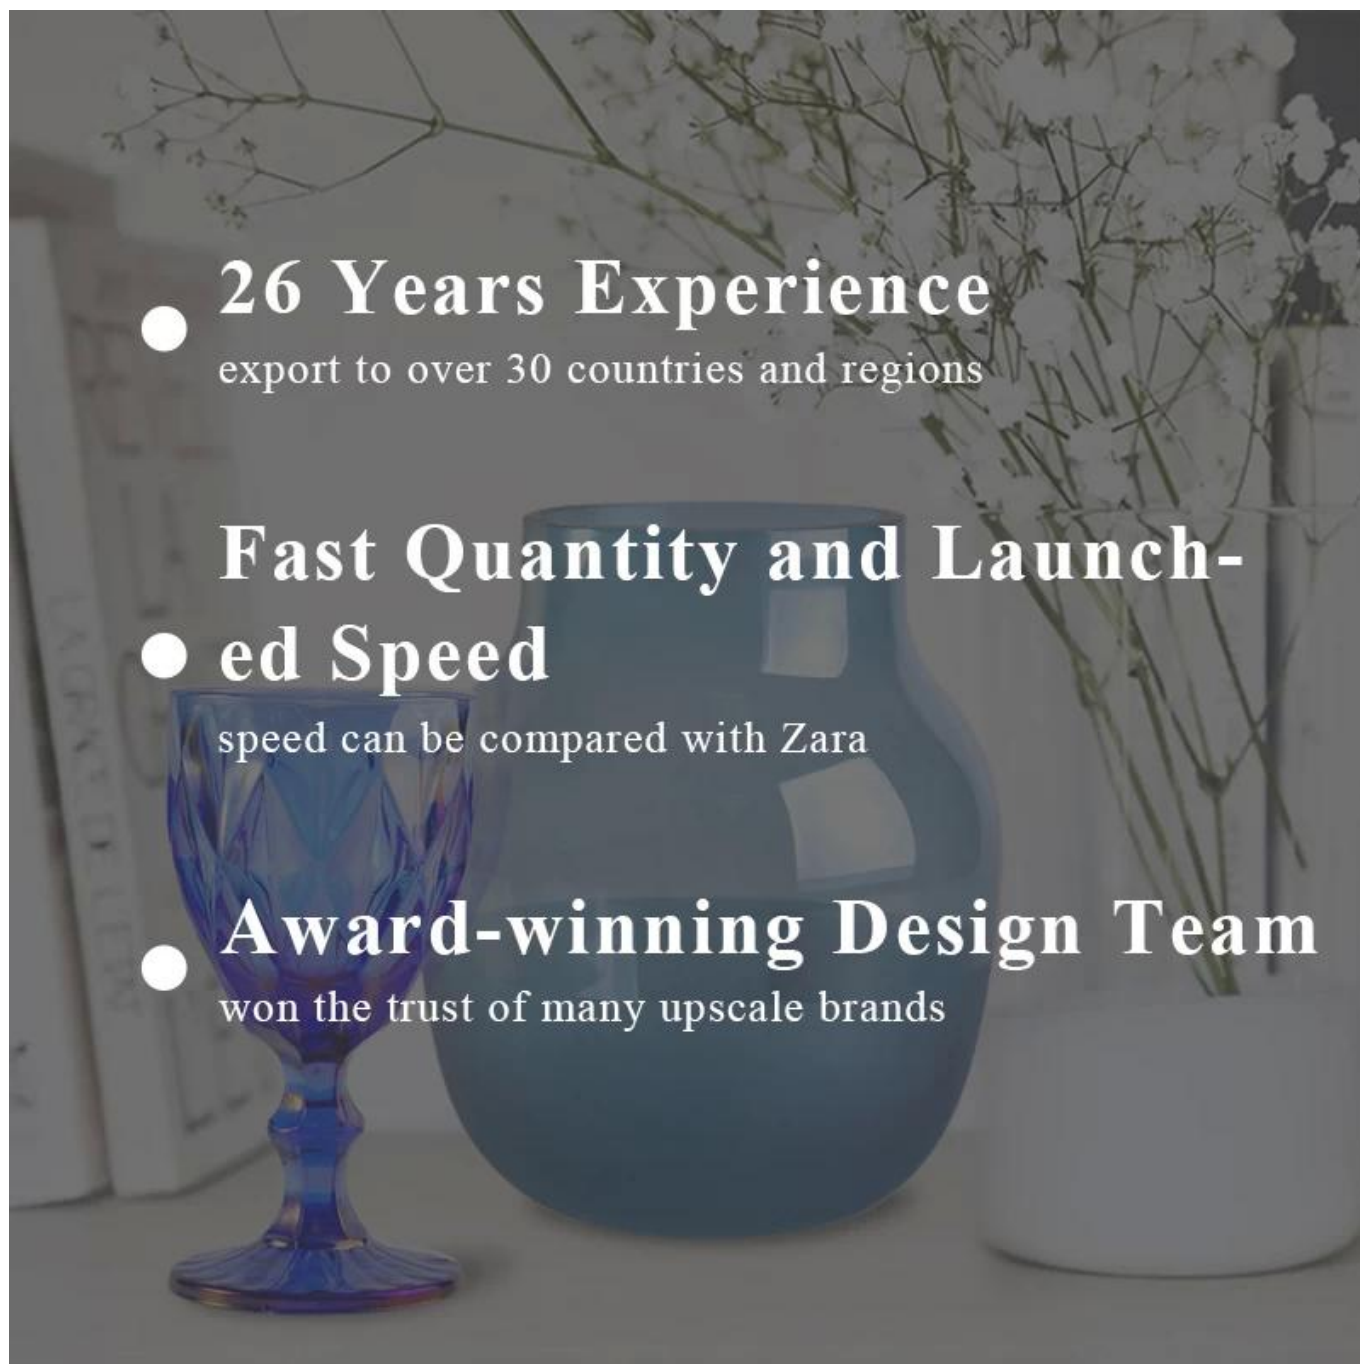 26 Years Experience
export to over 30 countries and regions
Fast Quantity and Launch-
ed Speed
speed can be compared with Zara
Award-winning Design Team
won the trust of many upscale brands